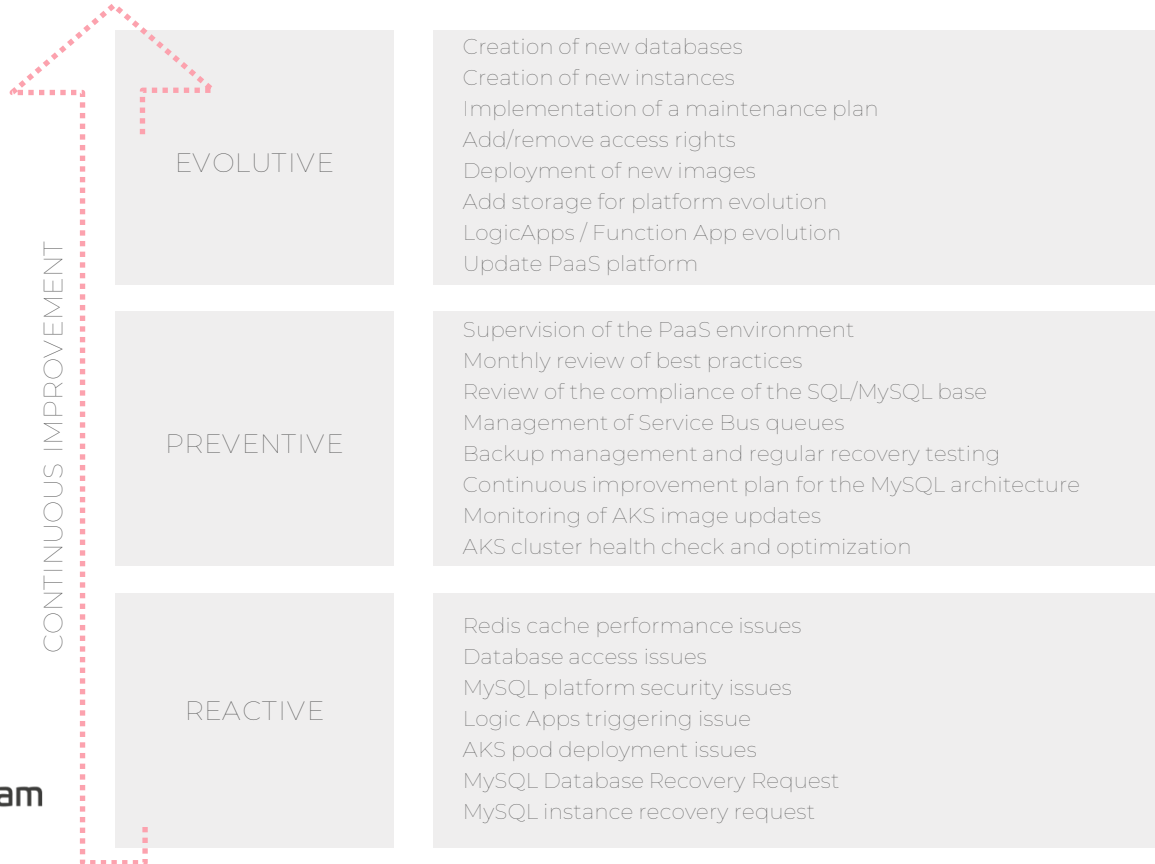 EVOLUTIVE
Creation of new databases
Creation of new instances
Implementation of a maintenance plan
Add/remove access rights
Deployment of new images
Add storage for platform evolution
LogicApps / Function App evolution
Update PaaS platform
CONTINUOUS IMPROVEMENT
PREVENTIVE
Supervision of the PaaS environment
Monthly review of best practices
Review of the compliance of the SQL/MySQL base
Management of Service Bus queues
Backup management and regular recovery testing
Continuous improvement plan for the MySQL architecture
Monitoring of AKS image updates
AKS cluster health check and optimization
REACTIVE
Redis cache performance issues
Database access issues
MySQL platform security issues
Logic Apps triggering issue
AKS pod deployment issues
MySQL Database Recovery Request
MySQL instance recovery request
am